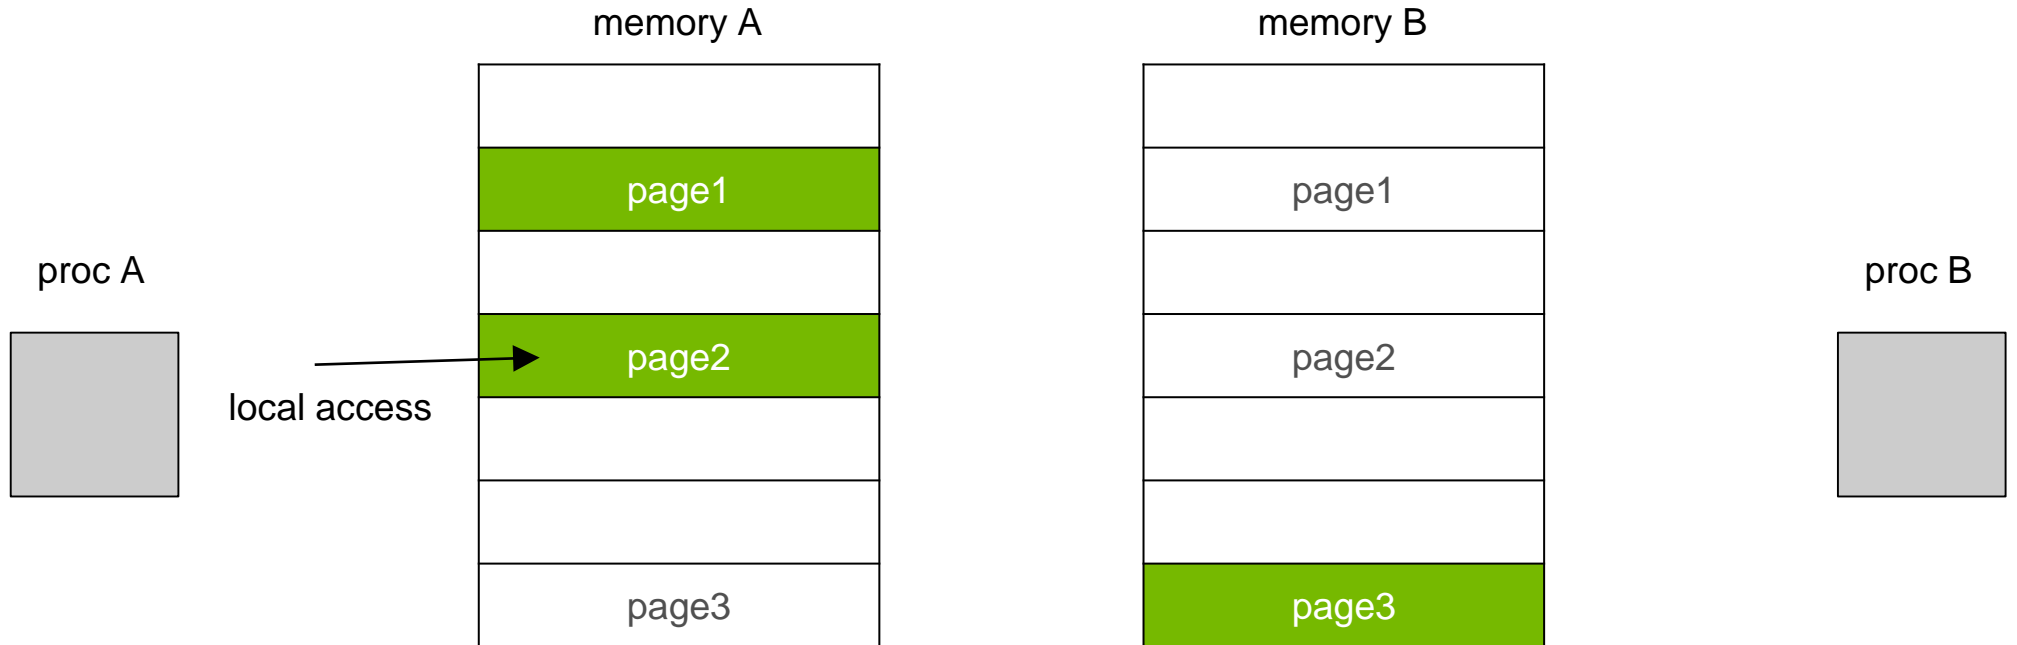 memory A
memory B
page1
page1
proc A
proc B
page2
page2
local access
page3
page3